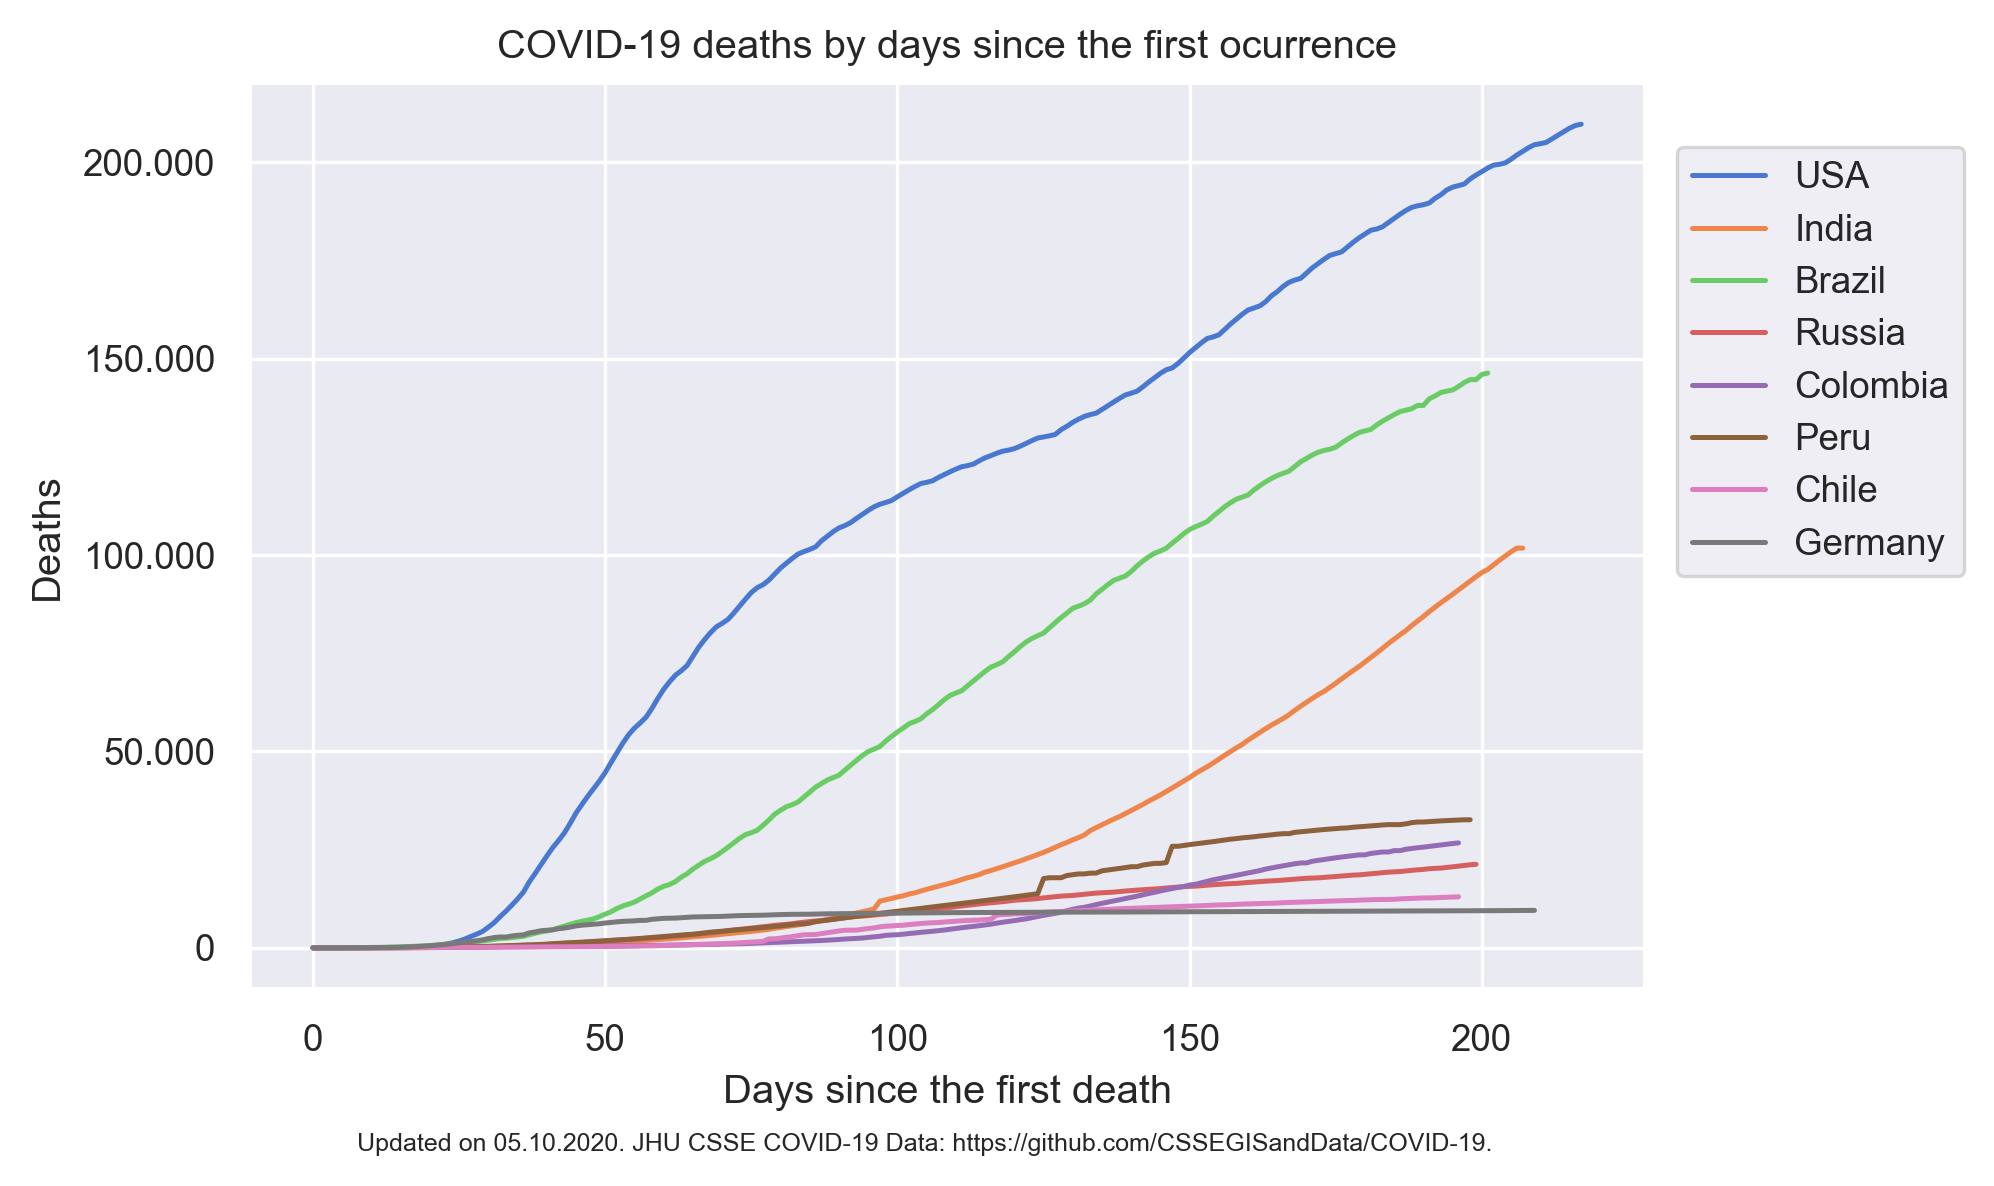 COVID-19 deaths by days since the first ocurrence
200.000
150.000
100.000
50.000
0
Deaths
0 50 100 150 200
Days since the first death
USA
India
Brazil
Russia
Colombia
Peru
Chile
Germany
Updated on 05.10.2020. JHU CSSE COVID-19 Data: https://github.com/CSSEGISandData/COVID-19.